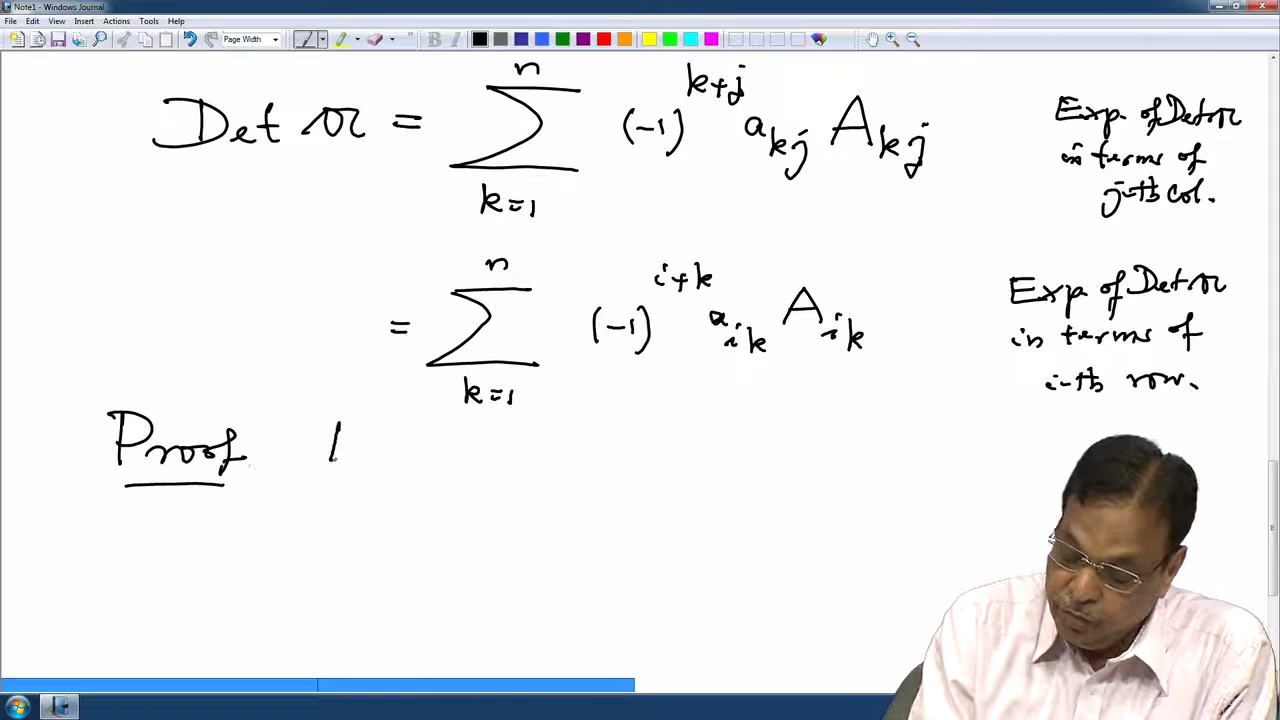 Note1 - Windows Journal
File Edit View Insert Actions Tools Help
Page Width
B I
Det 𝔄 = n ∑ k=1 (-1)^{k+j} a_{kj} A_{kj}
Exp. of Det 𝔄
in terms of
j-th col.
= n ∑ k=1 (-1)^{i+k} a_{ik} A_{ik}
Exp. of Det 𝔄
in terms of
i-th row.
Proof